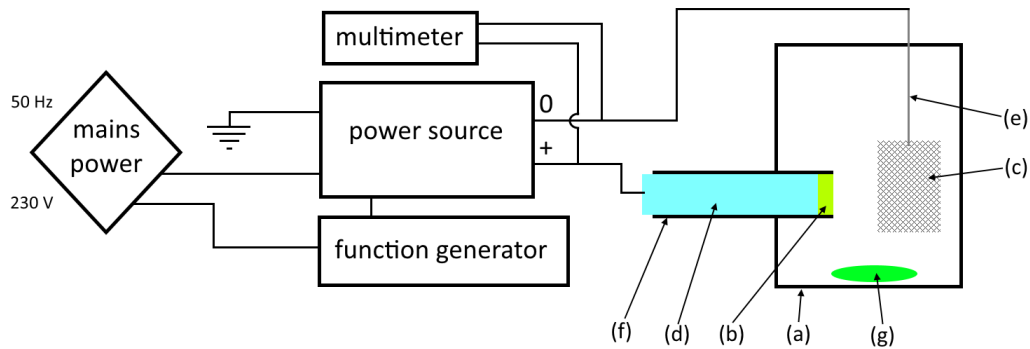 multimeter
50 Hz
mains
power
230 V
power source
0
+
function generator
(e)
(c)
(f)
(d)
(b)
(a)
(g)